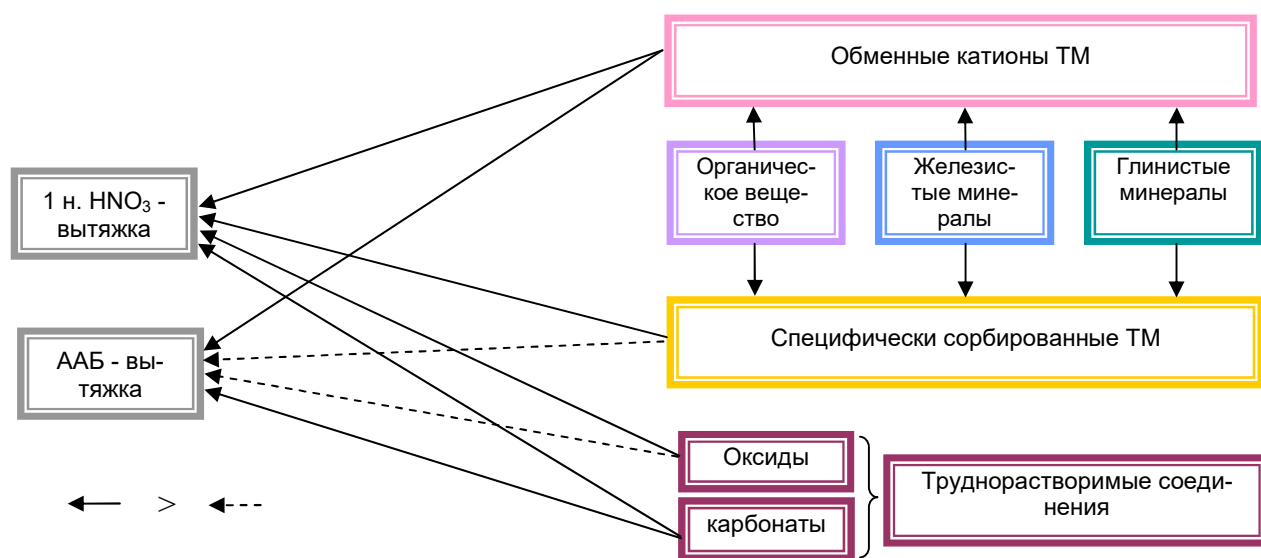 Обменные катионы ТМ
Органичес-
кое веще-
ство
Железис-
тые мине-
ралы
Глинистые
минералы
1 н. HNO₃ -
вытяжка
Специфически сорбированные ТМ
ААБ - вы-
тяжка
Оксиды
карбонаты
Труднорастворимые соеди-
нения
>